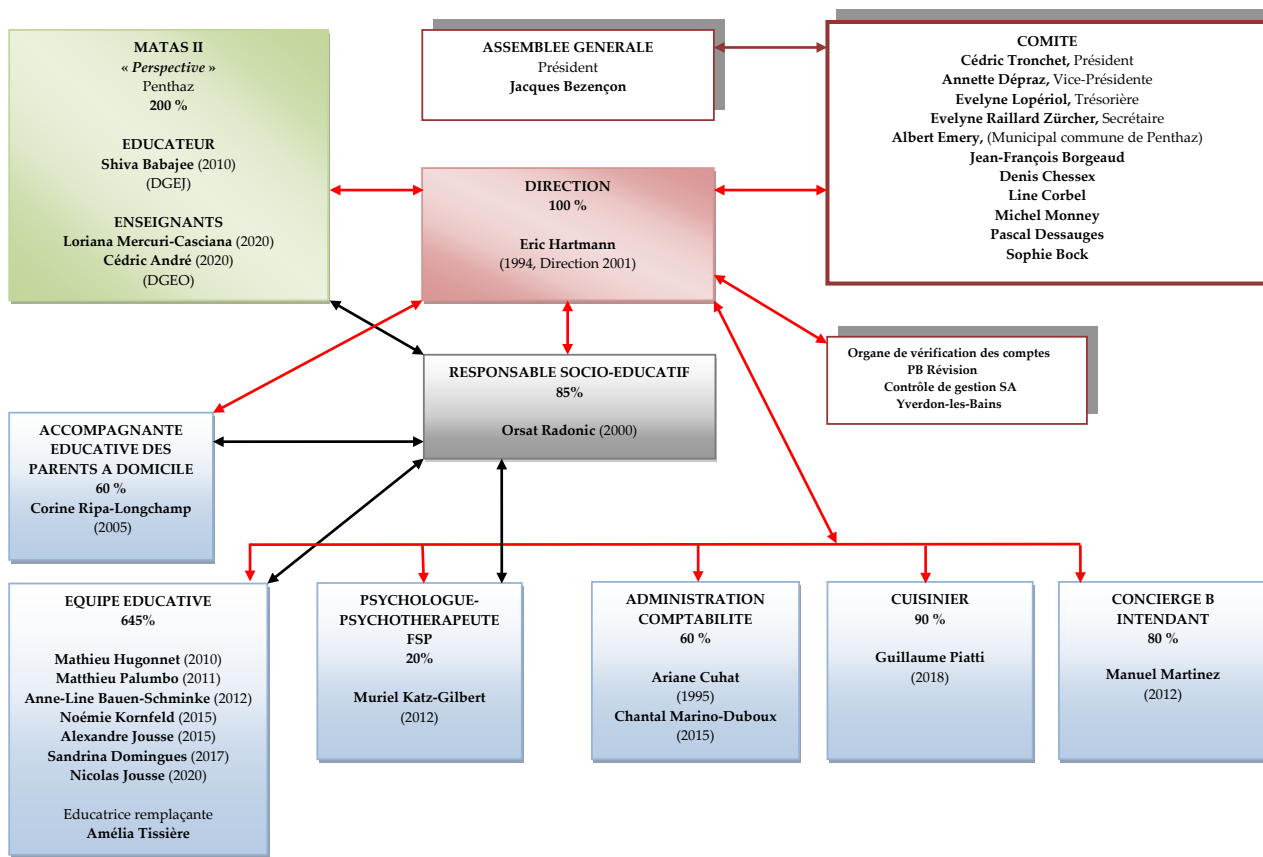 MATAS II
« Perspective »
Penthaz
200 %
EDUCATEUR
Shiva Babajee (2010)
(DGEJ)
ENSEIGNANTS
Loriana Mercuri-Casciana (2020)
Cédric André (2020)
(DGEO)
ASSEMBLEE GENERALE
Président
Jacques Bezençon
COMITE
Cédric Tronchet, Président
Annette Dépraz, Vice-Présidente
Evelyne Lopériol, Trésorière
Evelyne Raillard Zürcher, Secrétaire
Albert Emery, (Municipal commune de Penthaz)
Jean-François Borgeaud
Denis Chessex
Line Corbel
Michel Monney
Pascal Dessauges
Sophie Bock
DIRECTION
100 %
Eric Hartmann
(1994, Direction 2001)
Organe de vérification des comptes
PB Révision
Contrôle de gestion SA
Yverdon-les-Bains
RESPONSABLE SOCIO-EDUCATIF
85%
Orsat Radonic (2000)
ACCOMPAGNANTE
EDUCATIVE DES
PARENTS A DOMICILE
60 %
Corine Ripa-Longchamp
(2005)
EQUIPE EDUCATIVE
645%
Mathieu Hugonnet (2010)
Matthieu Palumbo (2011)
Anne-Line Bauen-Schminke (2012)
Noémie Kornfeld (2015)
Alexandre Jousse (2015)
Sandrina Domingues (2017)
Nicolas Jousse (2020)
Educatrice remplaçante
Amélia Tissière
PSYCHOLOGUE-
PSYCHOTHERAPEUTE
FSP
20%
Muriel Katz-Gilbert
(2012)
ADMINISTRATION
COMPTABILITE
60 %
Ariane Cuhat
(1995)
Chantal Marino-Duboux
(2015)
CUISINIER
90 %
Guillaume Piatti
(2018)
CONCIERGE B
INTENDANT
80 %
Manuel Martinez
(2012)